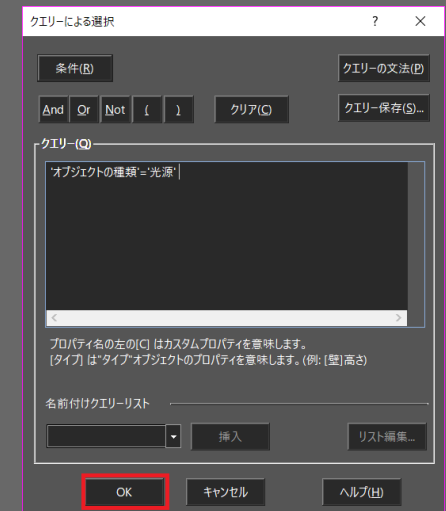 クエリーによる選択
? ×
条件(R)
クエリーの文法(P)
And Or Not ( ) クリア(C) クエリー保存(S)...
クエリー(Q)
'オブジェクトの種類'='光源'
プロパティ名の左の[C] はカスタムプロパティを意味します。
[タイプ] は"タイプ"オブジェクトのプロパティを意味します。(例: [壁]高さ)
名前付けクエリーリスト
挿入 リスト編集...
OK キャンセル ヘルプ(H)